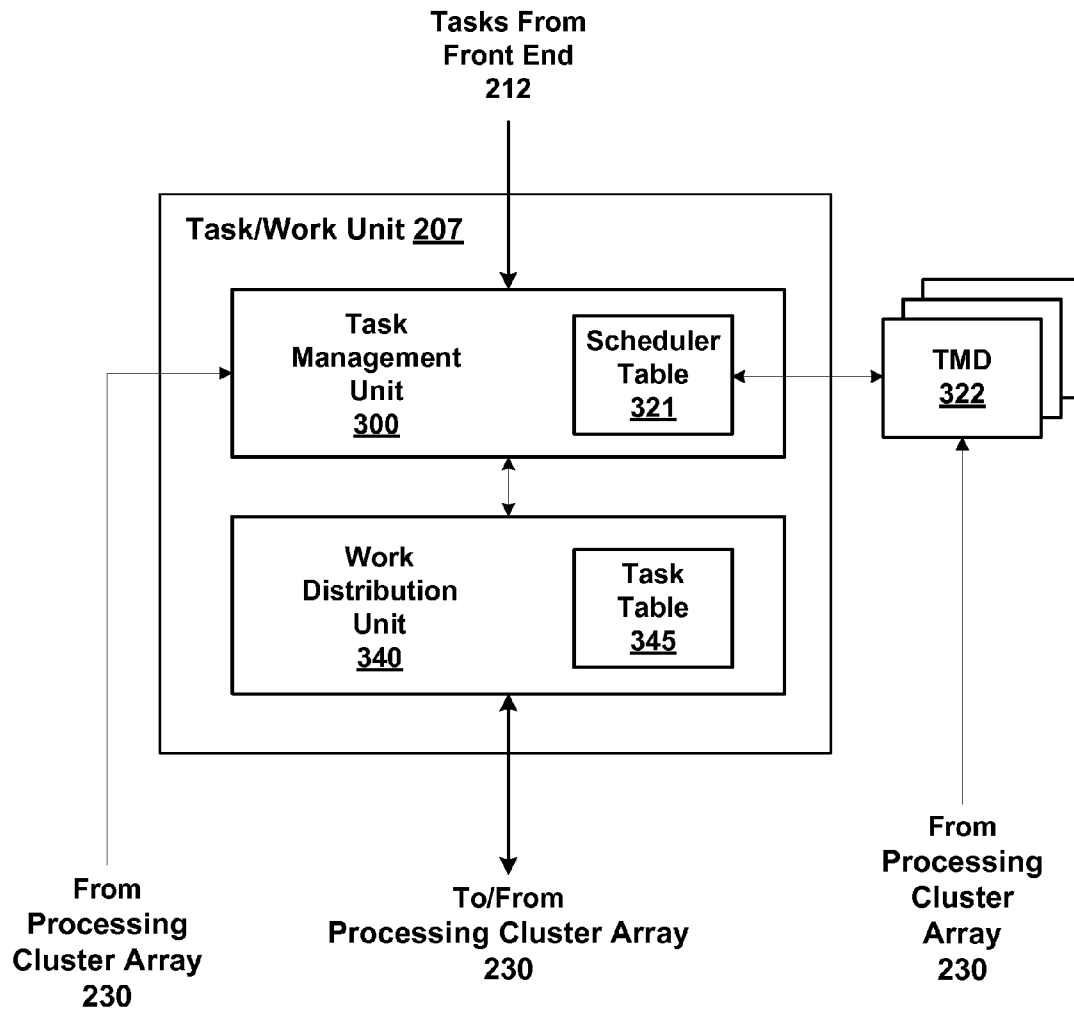 Tasks From
Front End
212
Task/Work Unit 207
Task
Management
Unit
300
Scheduler
Table
321
TMD
322
Work
Distribution
Unit
340
Task
Table
345
From
Processing
Cluster Array
230
To/From
Processing Cluster Array
230
From
Processing
Cluster
Array
230